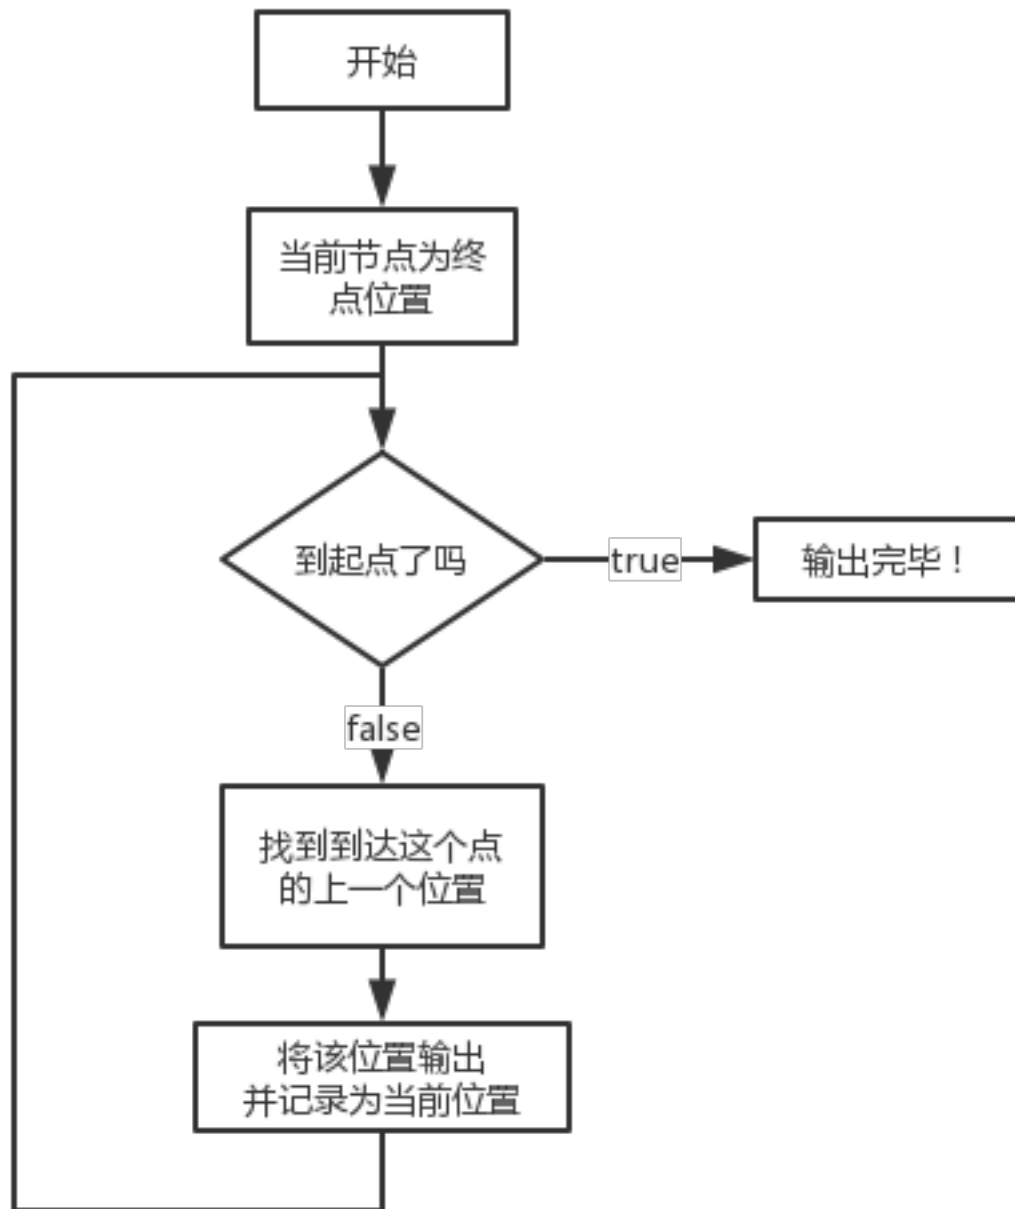 开始
当前节点为终
点位置
到起点了吗
true
输出完毕！
false
找到到达这个点
的上一个位置
将该位置输出
并记录为当前位置